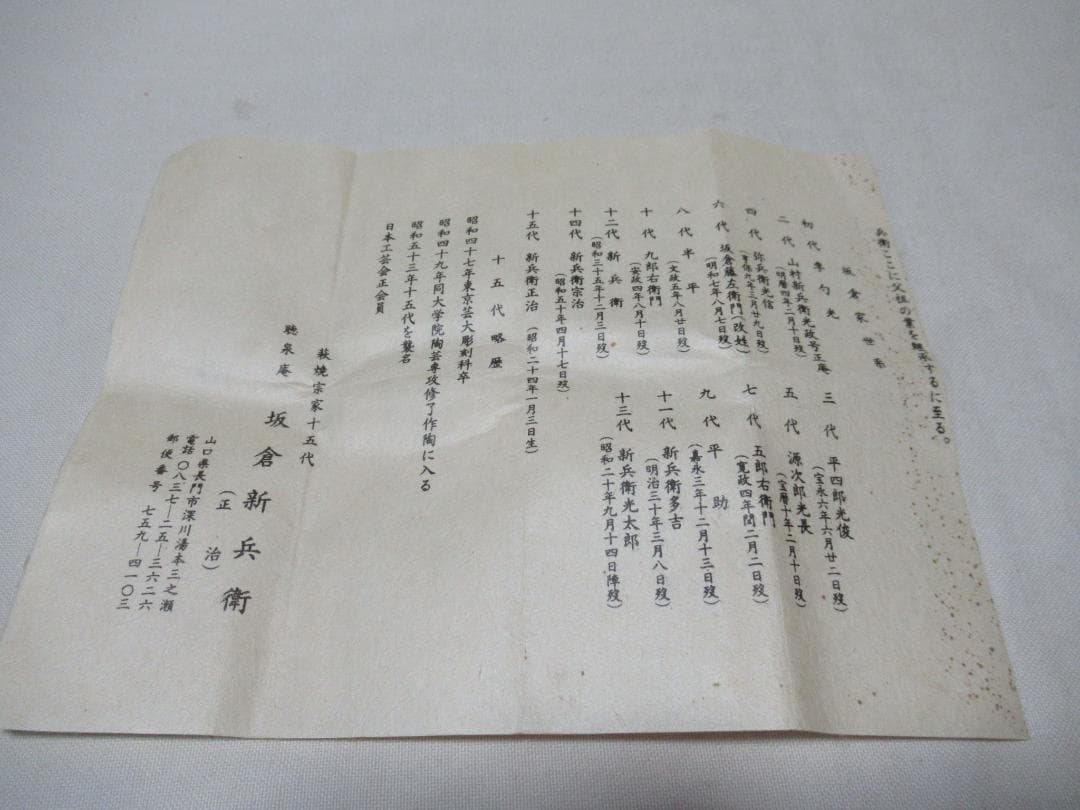 兵衛ここに父祖の業を継承するに至る。
坂倉家世系
初代 李勺光
二代 山村新兵衛光政号正庵
(明暦四年二月十日歿)
三代 平四郎光俊
(宝永六年六月廿二日歿)
四代 弥兵衛光信
(享保九年三月廿九日歿)
五代 源次郎光長
(宝暦十年二月十日歿)
六代 坂倉藤左衛門(改姓)
(明和七年八月七日歿)
七代 五郎右衛門
(寛政四年閏二月二日歿)
八代 半平
(文政五年八月廿日歿)
九代 平助
(嘉永三年十二月十三日歿)
十代 九郎右衛門
(安政四年八月十日歿)
十一代 新兵衛多吉
(明治三十年三月八日歿)
十二代 新兵衛
(昭和三十五年十二月三日歿)
十三代 新兵衛光太郎
(昭和二十年九月十四日陣歿)
十四代 新兵衛宗治
(昭和五十年四月十七日歿)
十五代 新兵衛正治 (昭和二十四年一月三日生)
十五代略歴
昭和四十七年東京芸大彫刻科卒
昭和四十九年同大学院陶芸専攻修了作陶に入る
昭和五十三年十五代を襲名
日本工芸会正会員
萩焼宗家十五代
聴泉庵 坂倉新兵衛
(正治)
山口県長門市深川湯本三之瀬
電話〇八三七―二五―三六二六
郵便番号 七五九―四一〇三